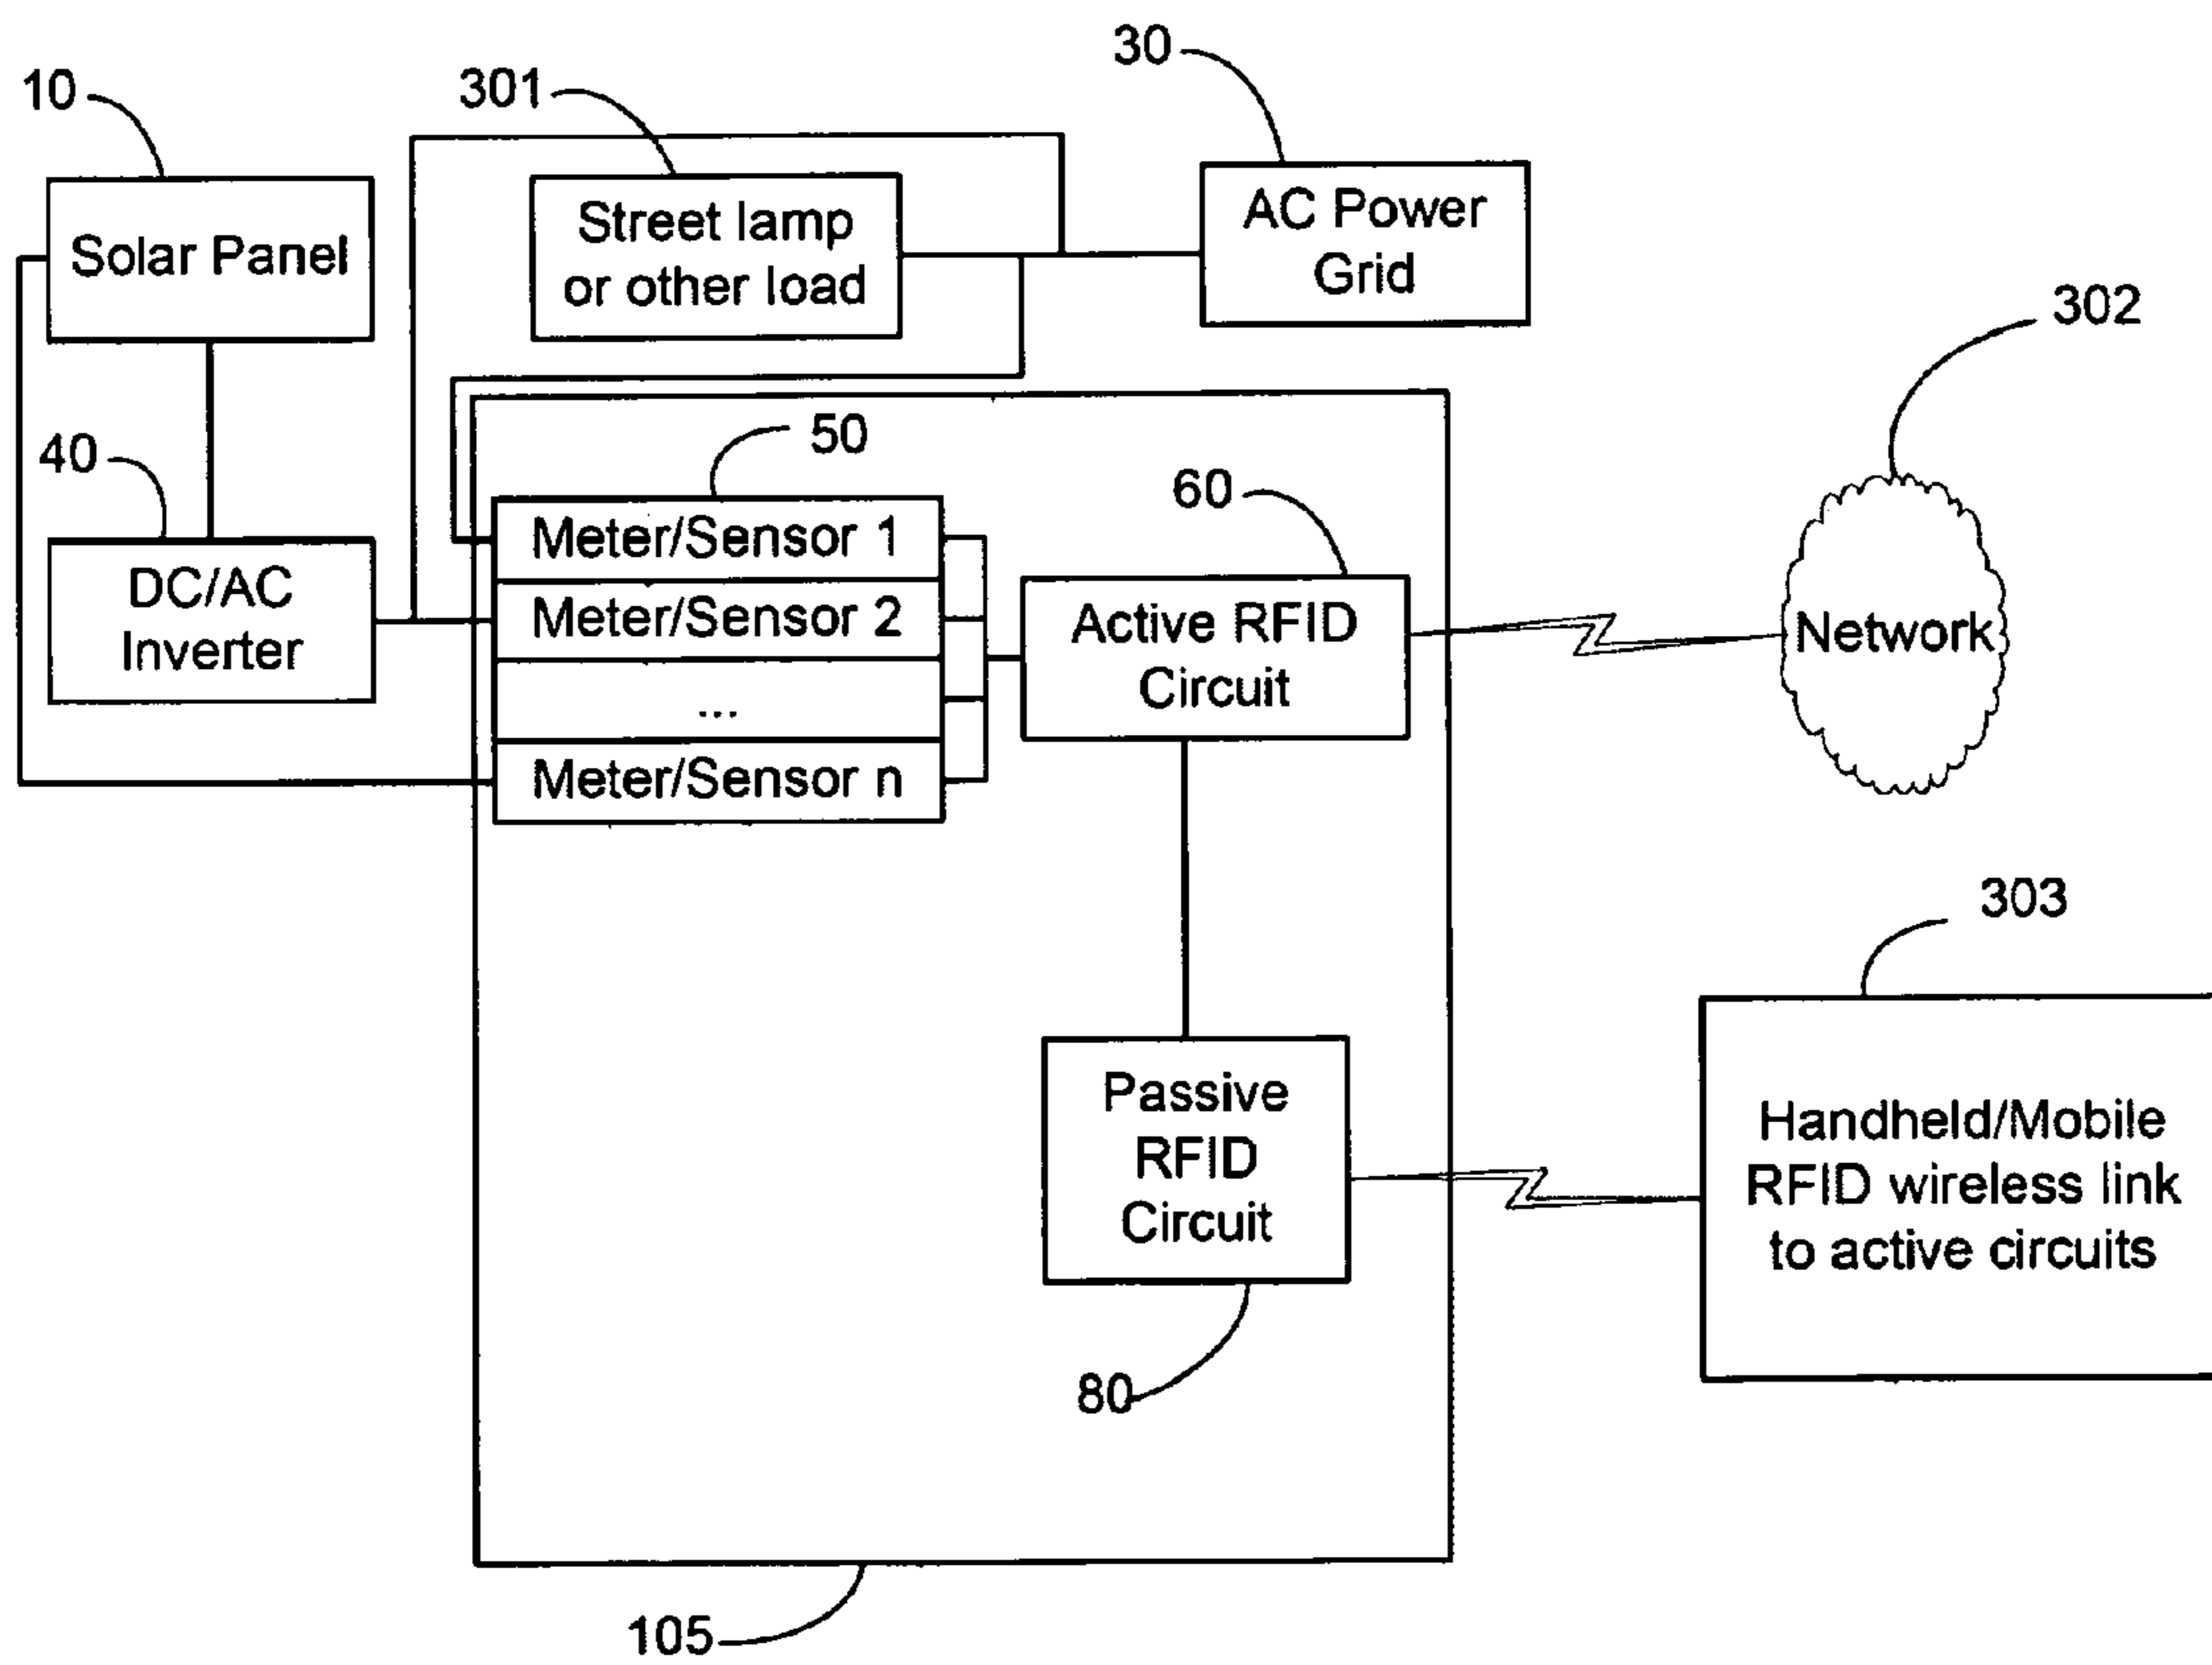 30
10
301
Solar Panel
Street lamp
or other load
AC Power
Grid
302
40
50
60
DC/AC
Inverter
Meter/Sensor 1
Meter/Sensor 2
...
Meter/Sensor n
Active RFID
Circuit
Network
303
Passive
RFID
Circuit
Handheld/Mobile
RFID wireless link
to active circuits
80
105